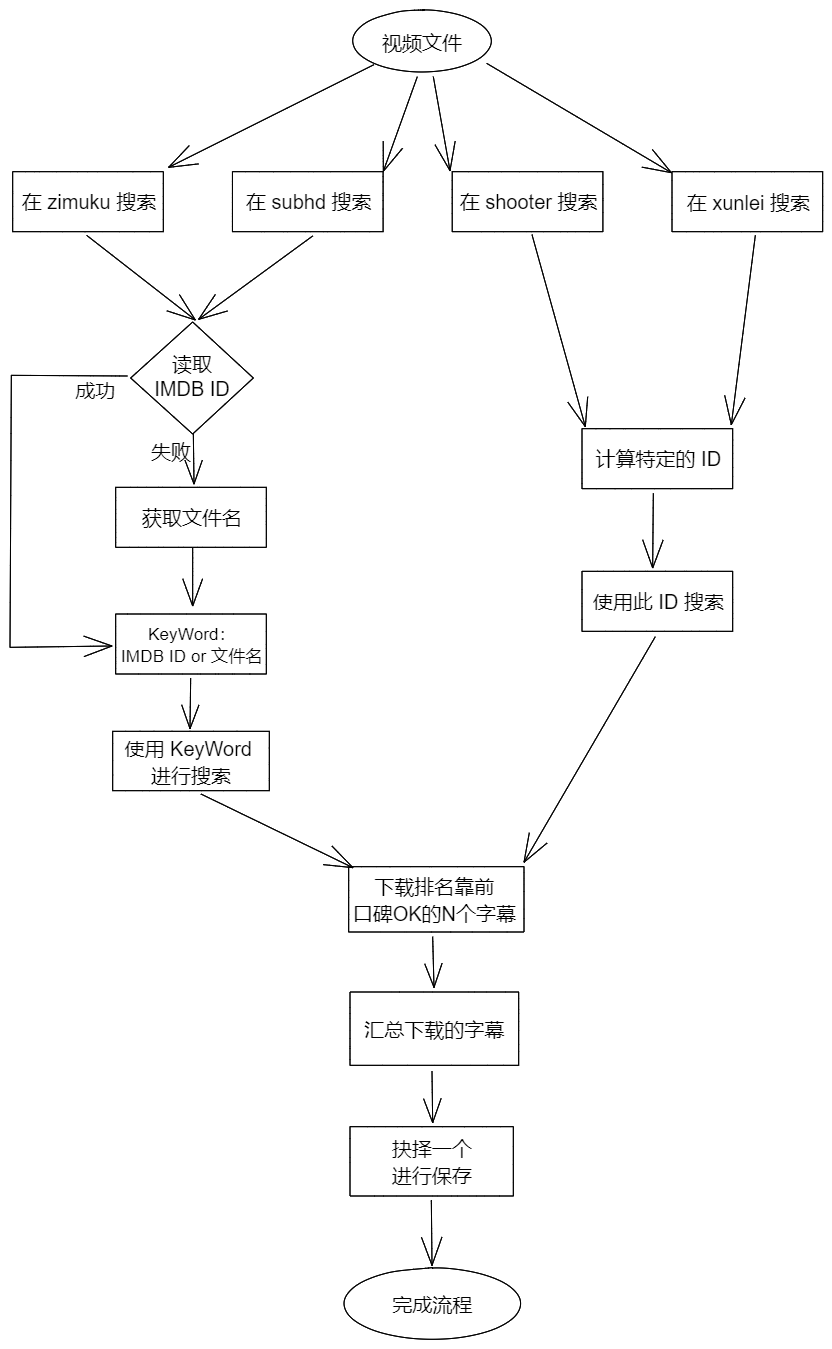 视频文件
在 zimuku 搜索
在 subhd 搜索
在 shooter 搜索
在 xunlei 搜索
读取
IMDB ID
成功
失败
获取文件名
KeyWord：
IMDB ID or 文件名
使用 KeyWord
进行搜索
计算特定的 ID
使用此 ID 搜索
下载排名靠前
口碑OK的N个字幕
汇总下载的字幕
抉择一个
进行保存
完成流程